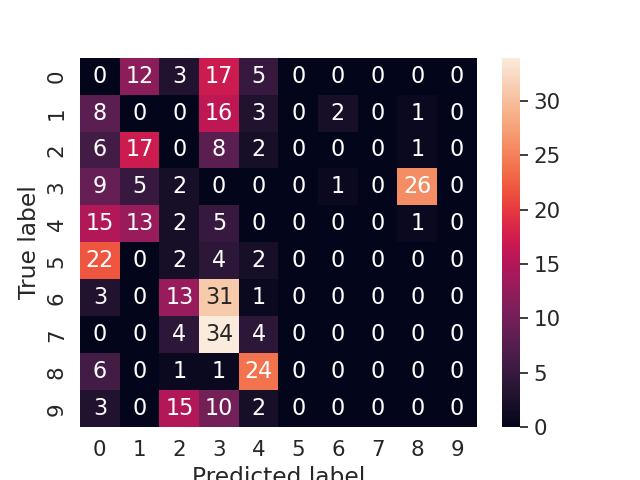 0 12 3 17 5 0 0 0 0 0
1 8 0 0 16 3 0 2 0 1 0
2 6 17 0 8 2 0 0 0 1 0
3 9 5 2 0 0 0 1 0 26 0
4 15 13 2 5 0 0 0 0 1 0
5 22 0 2 4 2 0 0 0 0 0
6 3 0 13 31 1 0 0 0 0 0
7 0 0 4 34 4 0 0 0 0 0
8 6 0 1 1 24 0 0 0 0 0
9 3 0 15 10 2 0 0 0 0 0
0 1 2 3 4 5 6 7 8 9
Predicted label
True label
30
25
20
15
10
5
0